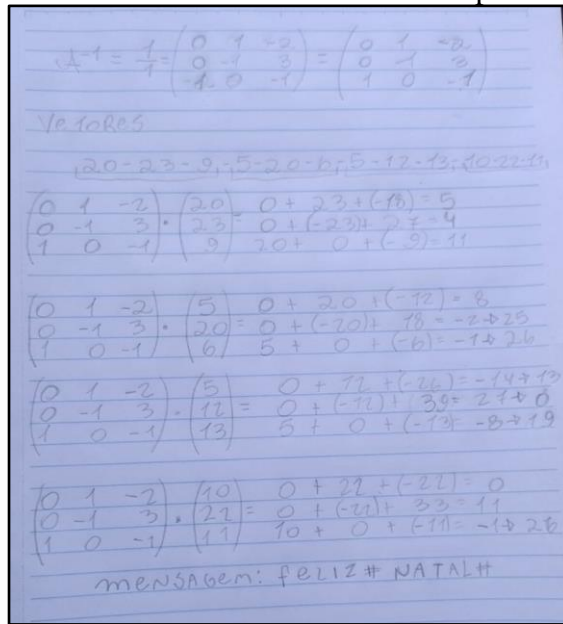 A⁻¹ = 1/1 = (0 1 -2; 0 -1 3; -1 0 -1) = (0 1 -2; 0 -1 3; 1 0 -1)
VetoRes
20-23-9, -5-20-6, -5-12-13, -10-22-11,
(0 1 -2) (20) = 0 + 23 + (-18) = 5
(0 -1 3) · (23) = 0 + (-23) + 27 = 4
(1 0 -1) (9) 20 + 0 + (-9) = 11
(0 1 -2) (5) 0 + 20 + (-12) = 8
(0 -1 3) · (20) = 0 + (-20) + 18 = -2 → 25
(1 0 -1) (6) 5 + 0 + (-6) = -1 → 26
(0 1 -2) (5) 0 + 12 + (-26) = -14 → 13
(0 -1 3) · (12) = 0 + (-12) + 39 = 27 → 0
(1 0 -1) (13) 5 + 0 + (-13) -8 → 19
(0 1 -2) (10) 0 + 22 + (-22) = 0
(0 -1 3) · (22) = 0 + (-22) + 33 = 11
(1 0 -1) (11) 10 + 0 + (-11) = -1 → 26
mensagem: feLIZ# NATAL#